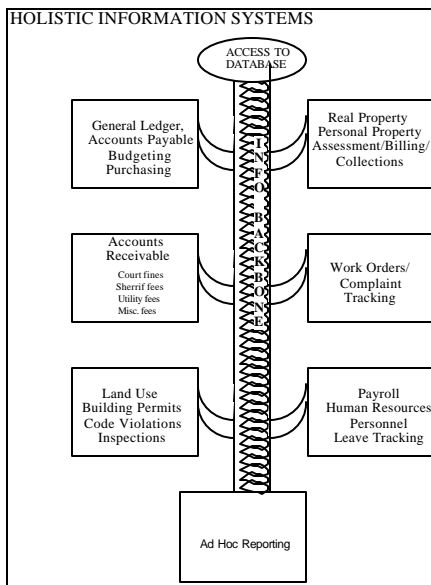 HOLISTIC INFORMATION SYSTEMS
ACCESS TO
DATABASE
General Ledger,
Accounts Payable
Budgeting
Purchasing
Real Property
Personal Property
Assessment/Billing/
Collections
INFO BACKBONE
Accounts
Receivable
Court fines
Sherrif fees
Utility fees
Misc. fees
Work Orders/
Complaint
Tracking
Land Use
Building Permits
Code Violations
Inspections
Payroll
Human Resources
Personnel
Leave Tracking
Ad Hoc Reporting